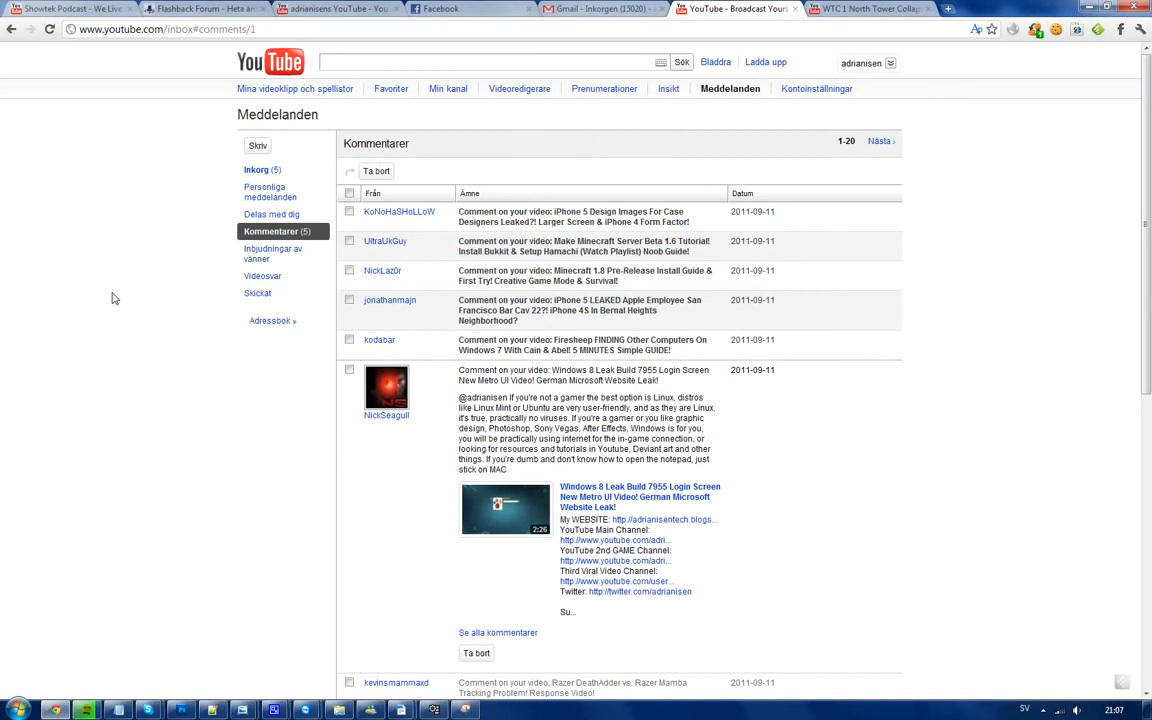 Showtek Podcast - We Live
Flashback Forum - Heta än
adrianisens YouTube - You
Facebook
Gmail - Inkorgen (15020) -
YouTube - Broadcast Yours
WTC 1 North Tower Collap
www.youtube.com/inbox#comments/1
YouTube
Sök
Bläddra
Ladda upp
adrianisen
Mina videoklipp och spellistor
Favoriter
Min kanal
Videoredigerare
Prenumerationer
Insikt
Meddelanden
Kontoinställningar
Meddelanden
Skriv
Inkorg (5)
Personliga
meddelanden
Delas med dig
Kommentarer (5)
Inbjudningar av
vänner
Videosvar
Skickat
Adressbok »
Kommentarer
1-20
Nästa ›
Ta bort
Från
Ämne
Datum
KoNoHaSHoLLoW
Comment on your video: iPhone 5 Design Images For Case
Designers Leaked?! Larger Screen & iPhone 4 Form Factor!
2011-09-11
UltraUkGuy
Comment on your video: Make Minecraft Server Beta 1.6 Tutorial!
Install Bukkit & Setup Hamachi (Watch Playlist) Noob Guide!
2011-09-11
NickLaz0r
Comment on your video: Minecraft 1.8 Pre-Release Install Guide &
First Try! Creative Game Mode & Survival!
2011-09-11
jonathanmajn
Comment on your video: iPhone 5 LEAKED Apple Employee San
Francisco Bar Cav 22?! iPhone 4S In Bernal Heights
Neighborhood?
2011-09-11
kodabar
Comment on your video: Firesheep FINDING Other Computers On
Windows 7 With Cain & Abel! 5 MINUTES Simple GUIDE!
2011-09-11
NickSeagull
Comment on your video: Windows 8 Leak Build 7955 Login Screen
New Metro UI Video! German Microsoft Website Leak!
2011-09-11
@adrianisen If you're not a gamer the best option is Linux, distros
like Linux Mint or Ubuntu are very user-friendly, and as they are Linux,
it's true, practically no viruses. If you're a gamer or you like graphic
design, Photoshop, Sony Vegas, After Effects, Windows is for you,
you will be practically using internet for the in-game connection, or
looking for resources and tutorials in Youtube, Deviant art and other
things. If you're dumb and don't know how to open the notepad, just
stick on MAC
2:26
Windows 8 Leak Build 7955 Login Screen
New Metro UI Video! German Microsoft
Website Leak!
My WEBSITE: http://adrianisentech.blogs...
YouTube Main Channel:
http://www.youtube.com/adri...
YouTube 2nd GAME Channel:
http://www.youtube.com/adri...
Third Viral Video Channel:
http://www.youtube.com/user...
Twitter: http://twitter.com/adrianisen
Su...
Se alla kommentarer
Ta bort
kevinsmammaxd
Comment on your video: Razer DeathAdder vs. Razer Mamba
Tracking Problem! Response Video!
2011-09-11
SV
21:07